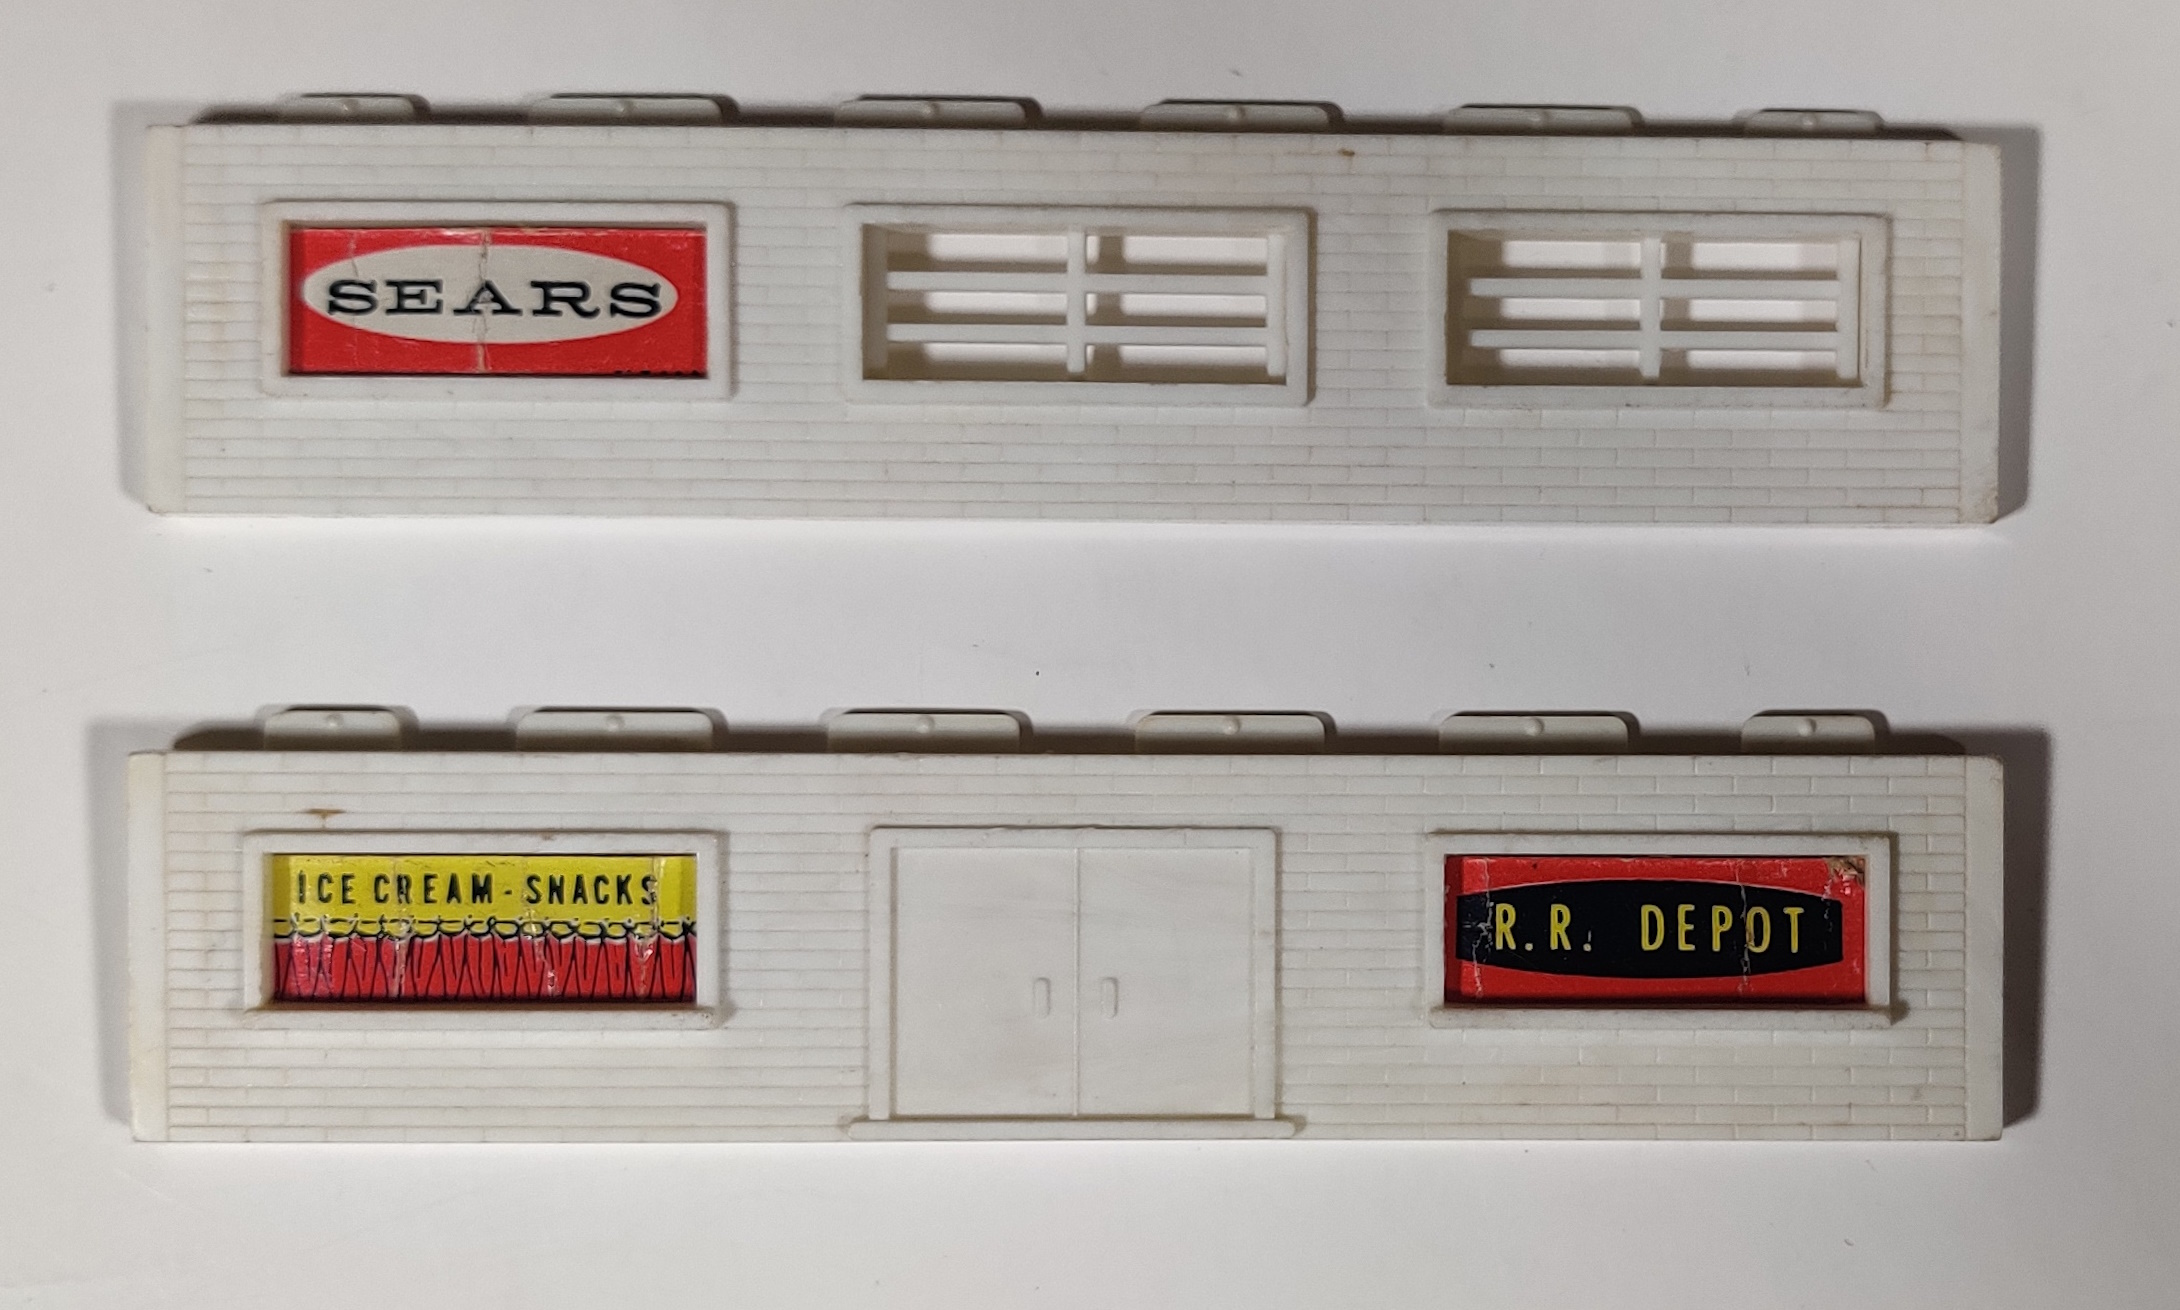 SEARS
ICE CREAM - SNACKS
R.R. DEPOT